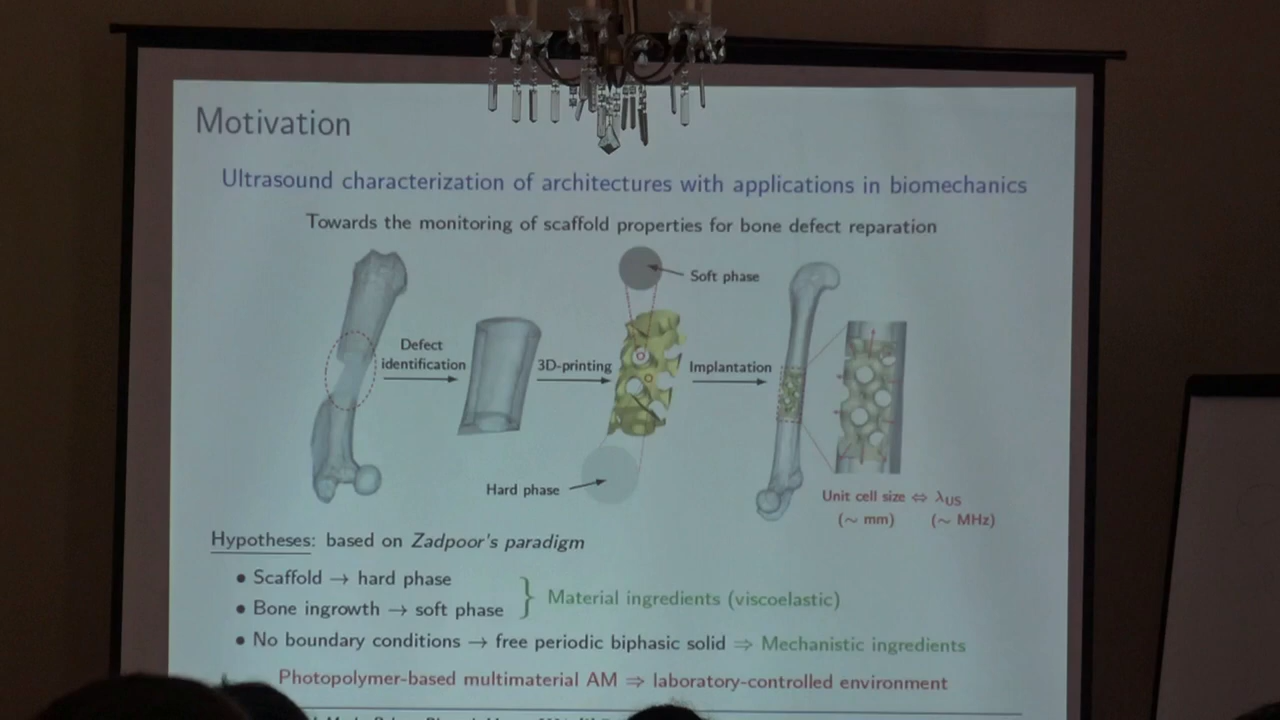 Motivation
Ultrasound characterization of architectures with applications in biomechanics
Towards the monitoring of scaffold properties for bone defect reparation
Soft phase
Defect
identification
3D-printing
Implantation
Hard phase
Unit cell size ⇔ λUS
(∼ mm) (∼ MHz)
Hypotheses: based on Zadpoor's paradigm
• Scaffold → hard phase
• Bone ingrowth → soft phase
} Material ingredients (viscoelastic)
• No boundary conditions → free periodic biphasic solid ⇒ Mechanistic ingredients
Photopolymer-based multimaterial AM ⇒ laboratory-controlled environment